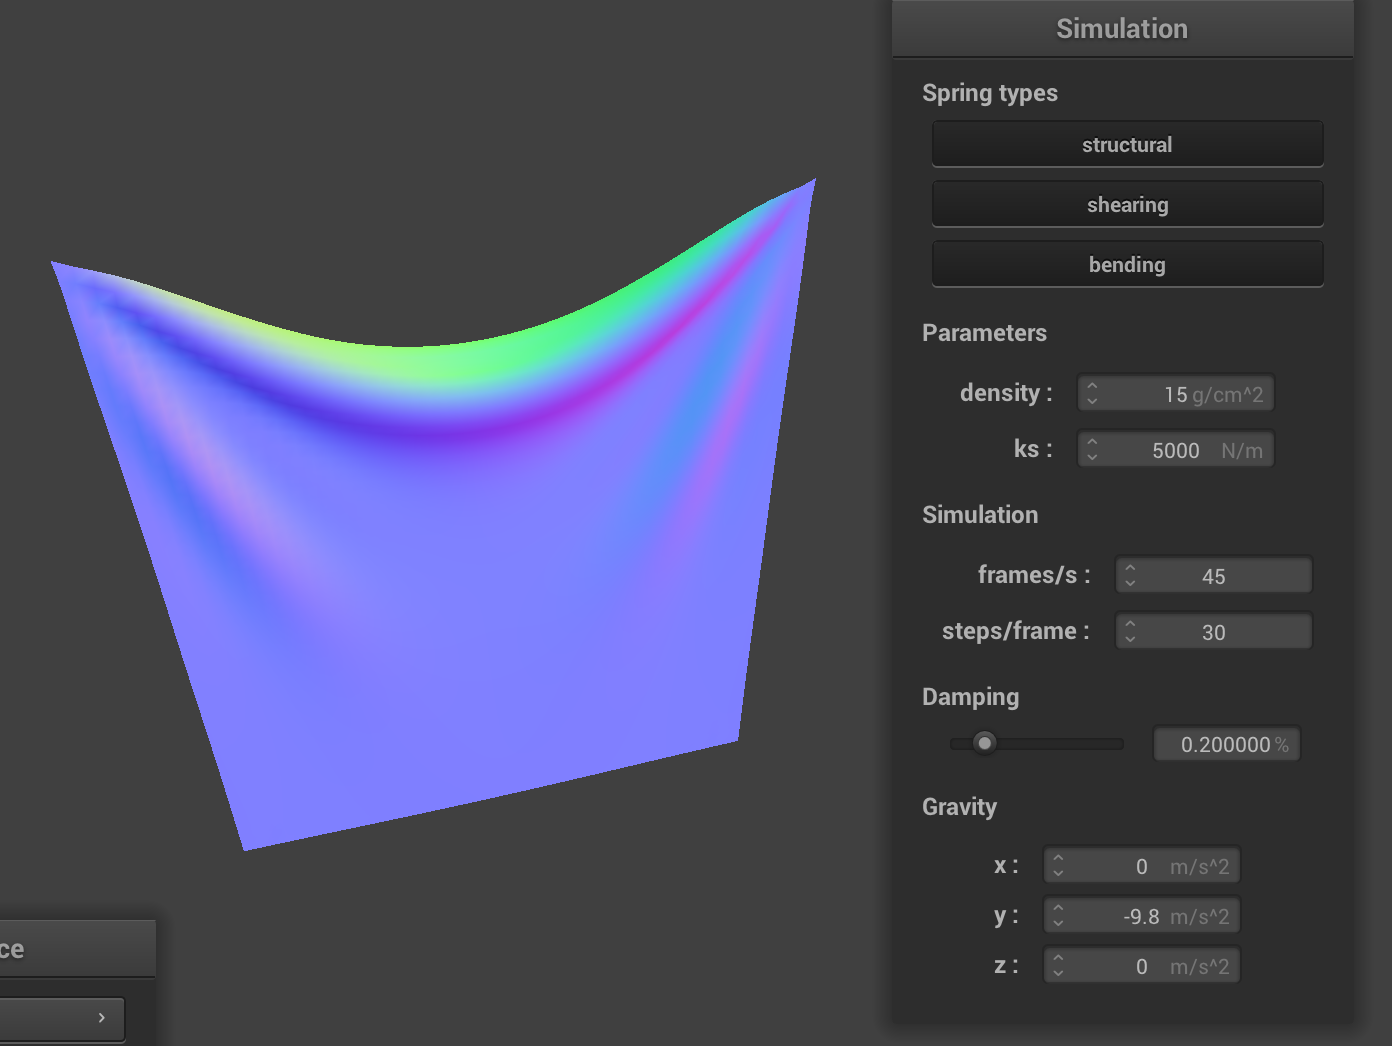 Simulation
Spring types
structural
shearing
bending
Parameters
density : 15 g/cm^2
ks : 5000 N/m
Simulation
frames/s : 45
steps/frame : 30
Damping
0.200000 %
Gravity
x : 0 m/s^2
y : -9.8 m/s^2
z : 0 m/s^2
ce